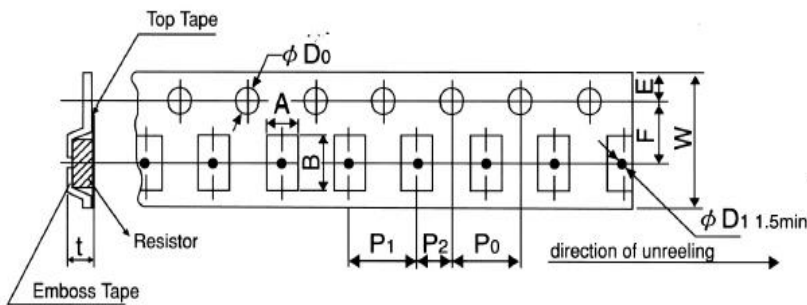 Top Tape
φ D0
A
B
E
F
W
φ D1 1.5min
P1
P2
P0
t
Resistor
direction of unreeling
Emboss Tape